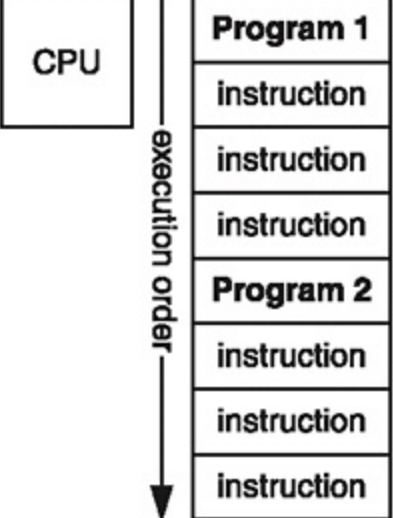 CPU
execution order
Program 1
instruction
instruction
instruction
Program 2
instruction
instruction
instruction